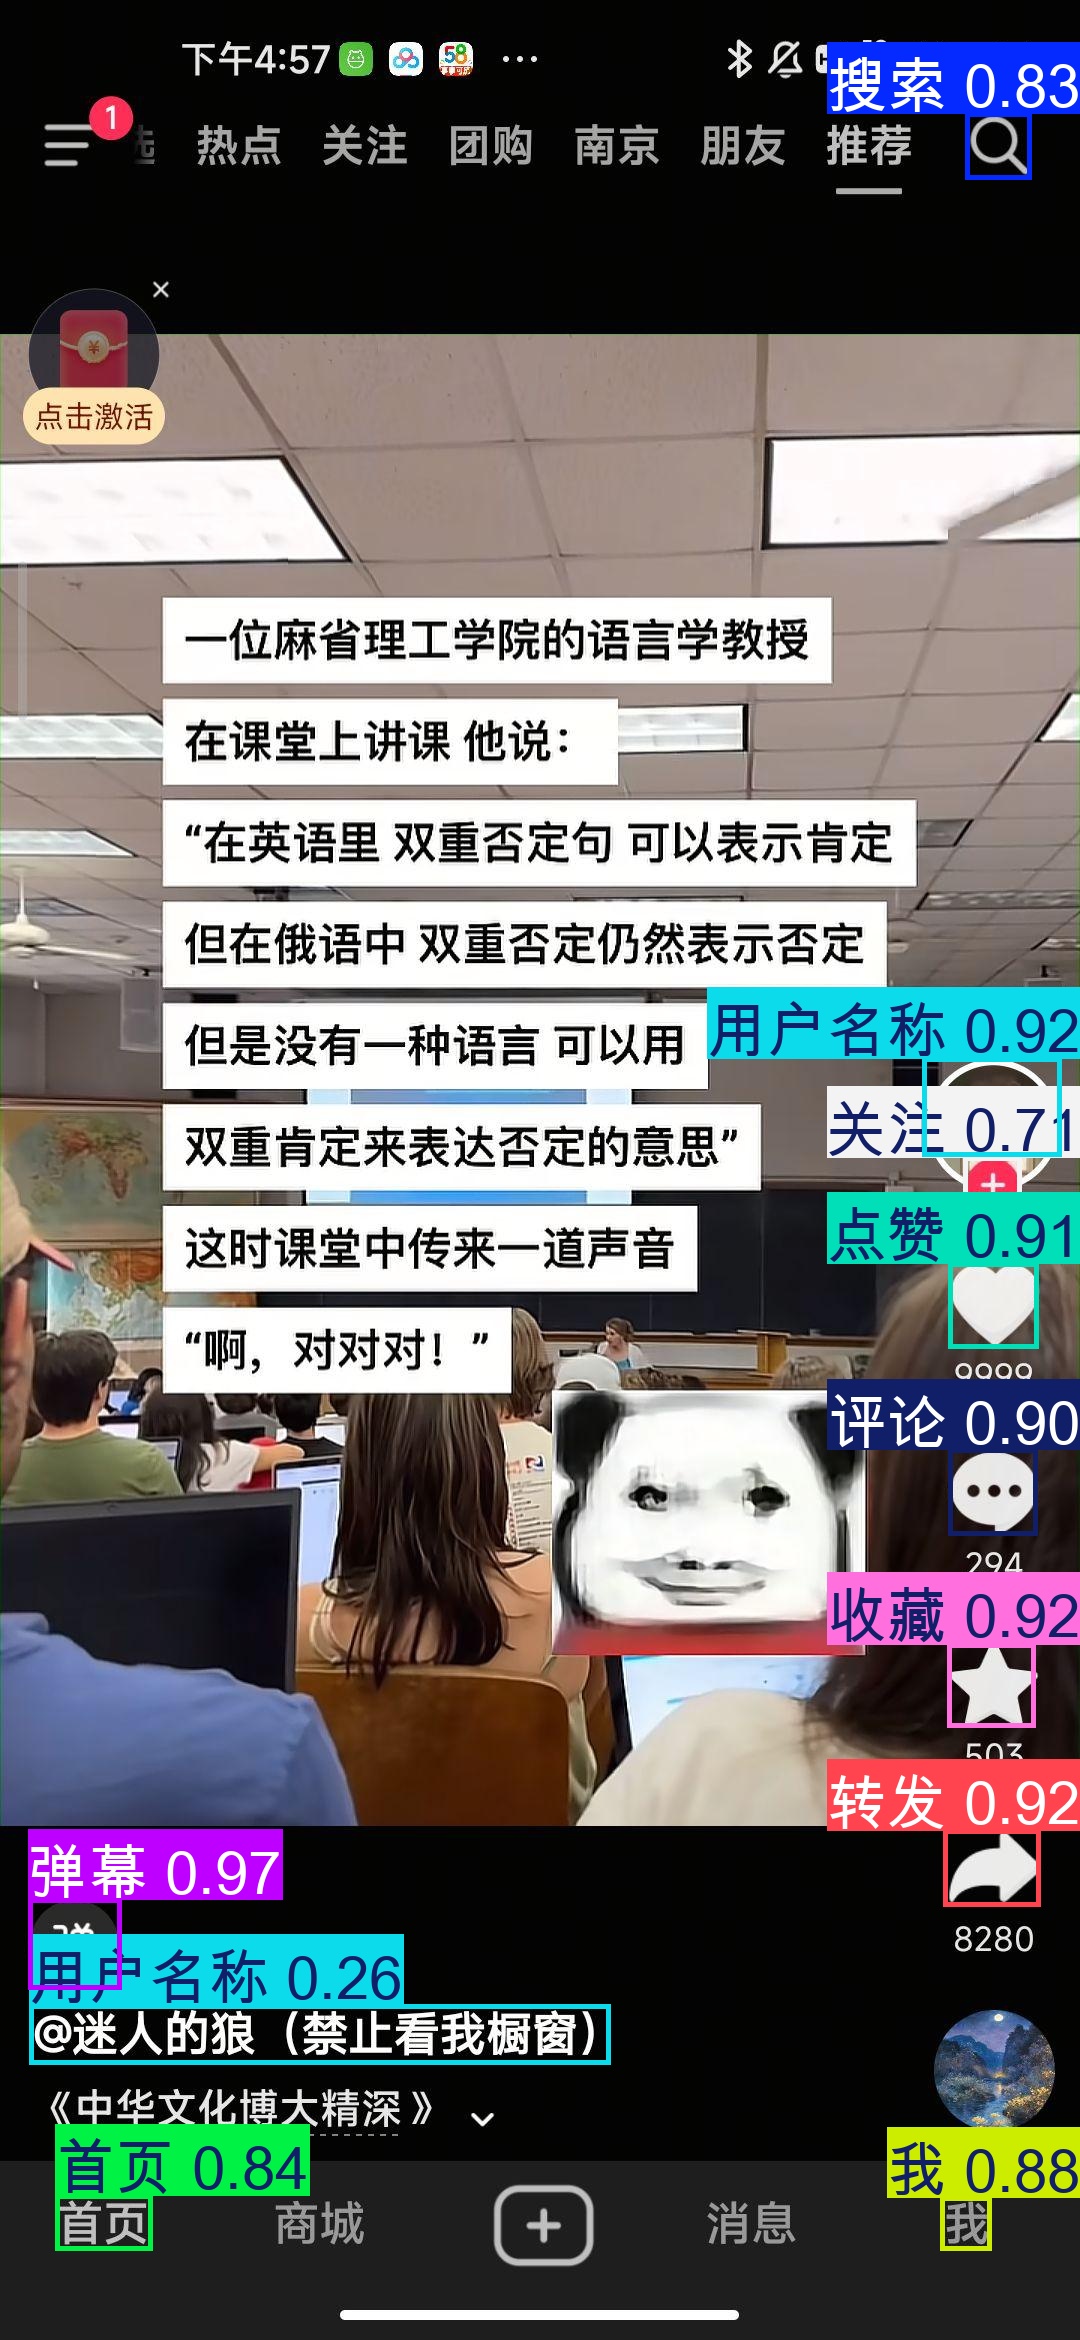 下午4:57
58
搜索 0.83
1
热点 关注 团购 南京 朋友 推荐
点击激活
一位麻省理工学院的语言学教授
在课堂上讲课 他说：
“在英语里 双重否定句 可以表示肯定
但在俄语中 双重否定仍然表示否定
但是没有一种语言 可以用
双重肯定来表达否定的意思”
这时课堂中传来一道声音
“啊，对对对！”
用户名称 0.92
关注 0.71
点赞 0.91
9999
评论 0.90
294
收藏 0.92
503
转发 0.92
8280
弹幕 0.97
用户名称 0.26
@迷人的狼（禁止看我橱窗）
《中华文化博大精深》
首页 0.84
我 0.88
首页 商城 消息 我